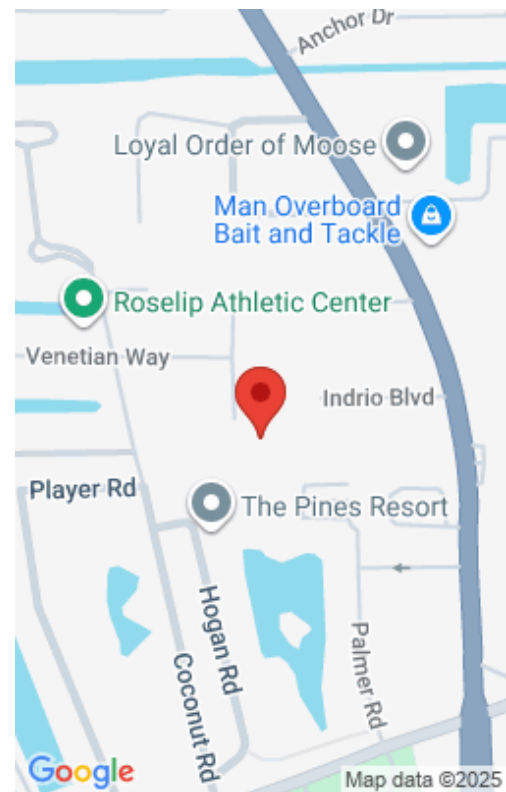 Anchor Dr
Loyal Order of Moose
Man Overboard
Bait and Tackle
Roselip Athletic Center
Venetian Way
Indrio Blvd
Player Rd
The Pines Resort
Hogan Rd
Coconut Rd
Palmer Rd
Google
Map data ©2025